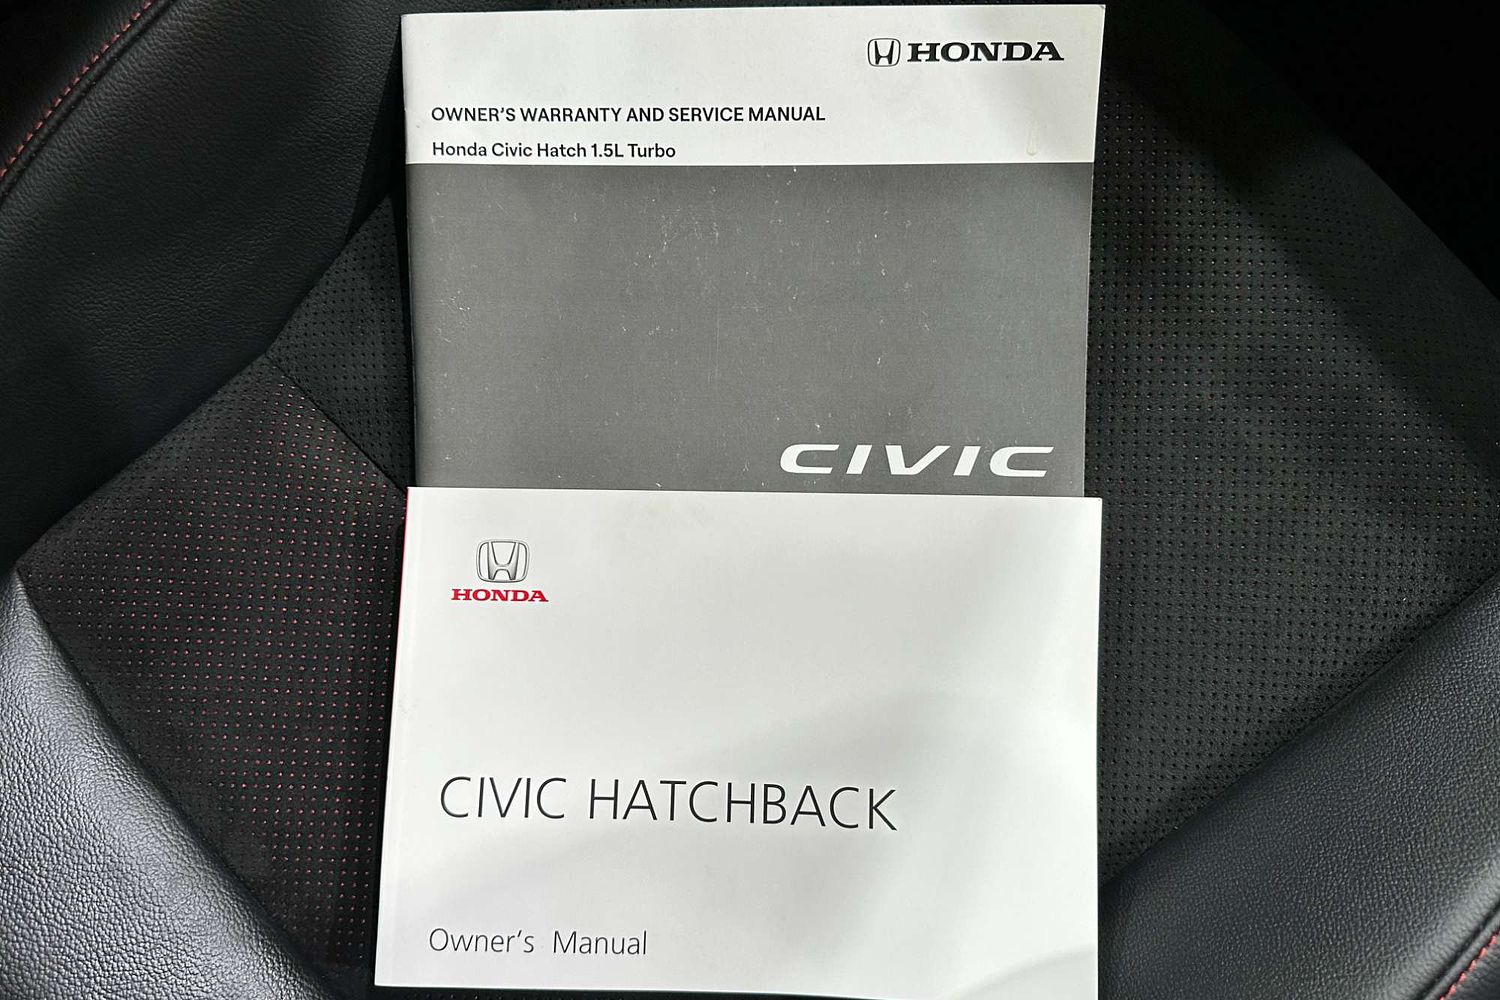 HONDA
OWNER'S WARRANTY AND SERVICE MANUAL
Honda Civic Hatch 1.5L Turbo
CIVIC
HONDA
CIVIC HATCHBACK
Owner's Manual